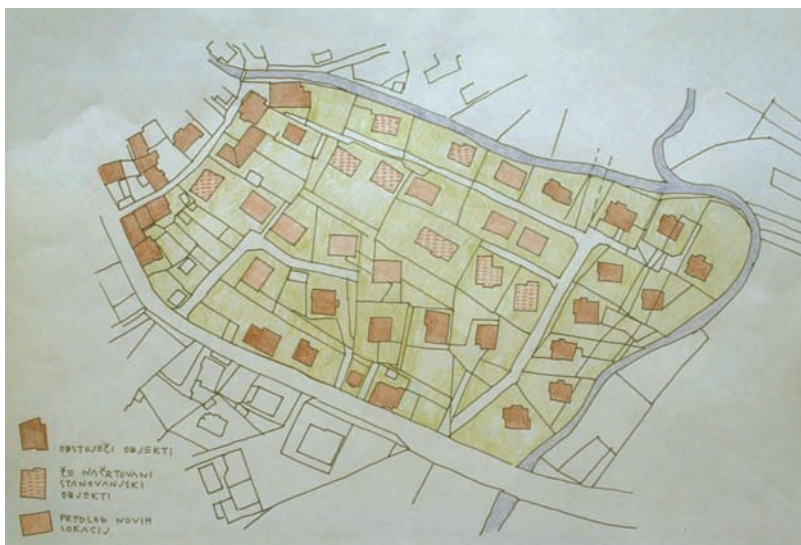 OBSTOJEČI OBJEKTI
ŽE NAČRTOVANI
STANOVANJSKI
OBJEKTI
PREDLOG NOVIH
LOKACIJ